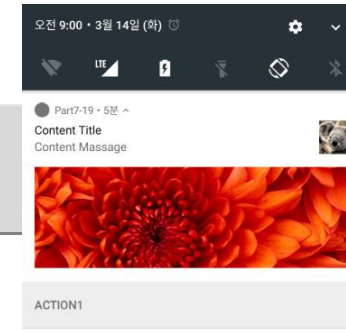 오전 9:00 • 3월 14일 (화)
LTE
Part7-19 • 5분
Content Title
Content Massage
ACTION1